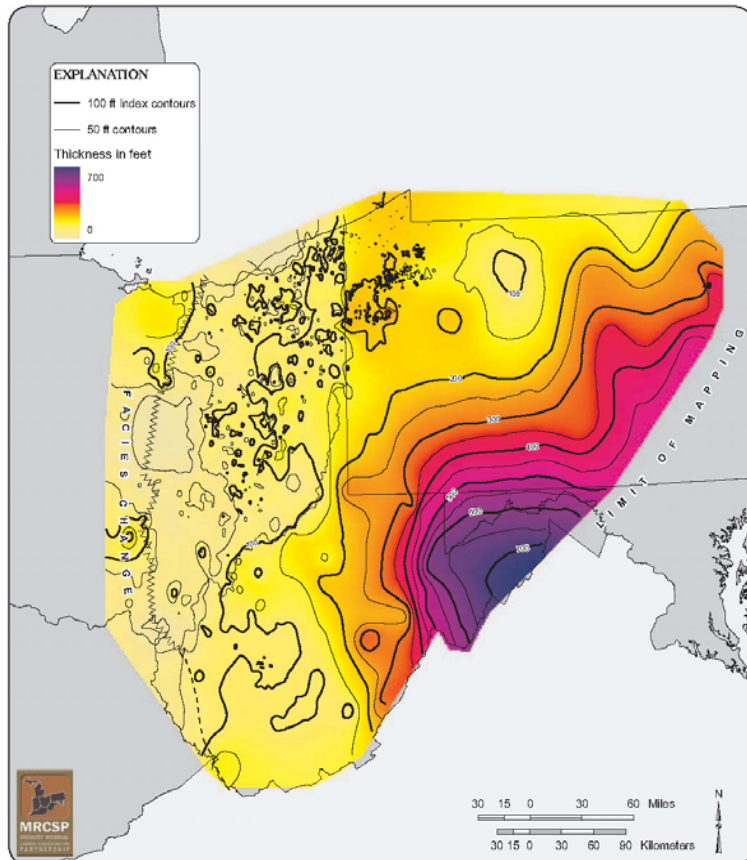 EXPLANATION
100 ft index contours
50 ft contours
Thickness in feet
700
0
100
200
300
400
500
600
700
FACIES CHANGE
LIMIT OF MAPPING
N
30 15 0 30 60 Miles
30 15 0 30 60 90 Kilometers
MRCSP
PARTNERSHIP